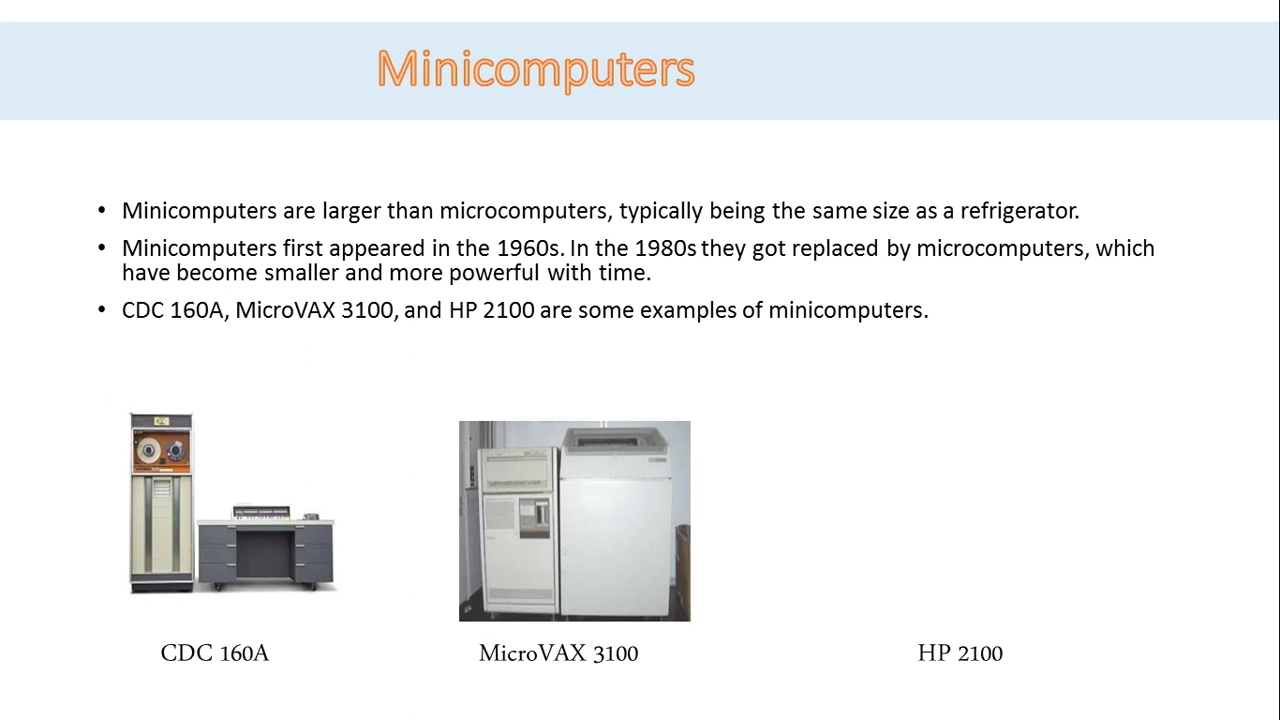 Minicomputers
• Minicomputers are larger than microcomputers, typically being the same size as a refrigerator.
• Minicomputers first appeared in the 1960s. In the 1980s they got replaced by microcomputers, which
have become smaller and more powerful with time.
• CDC 160A, MicroVAX 3100, and HP 2100 are some examples of minicomputers.
CDC 160A
MicroVAX 3100
HP 2100